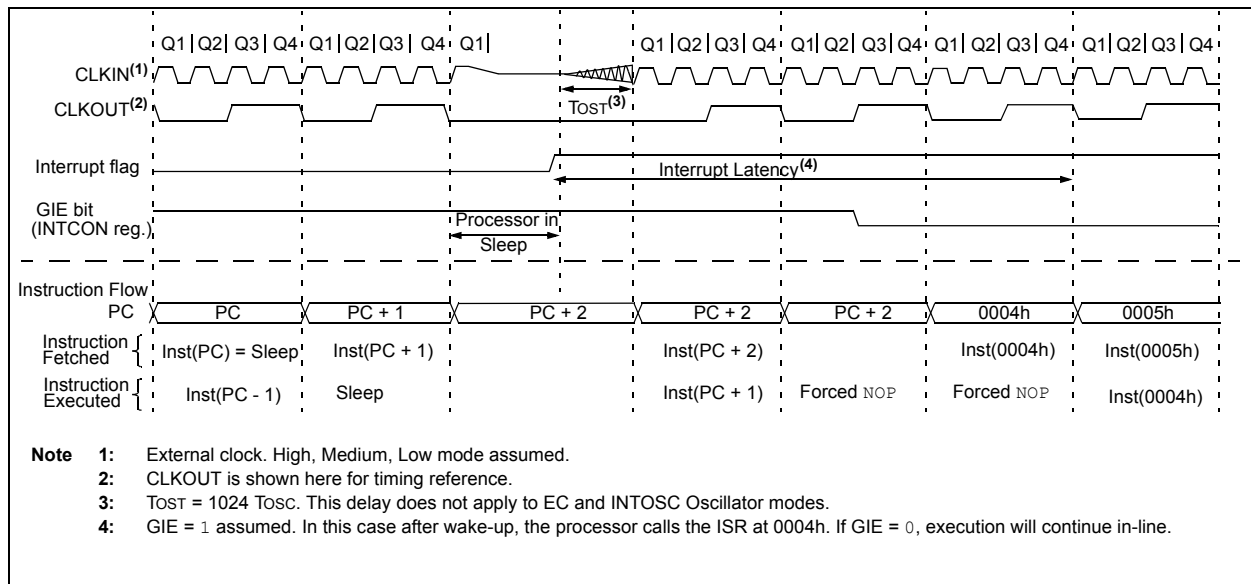 Q1 Q2 Q3 Q4 Q1 Q2 Q3 Q4 Q1 Q1 Q2 Q3 Q4 Q1 Q2 Q3 Q4 Q1 Q2 Q3 Q4 Q1 Q2 Q3 Q4
CLKIN(1)
CLKOUT(2)
TOST(3)
Interrupt flag
Interrupt Latency(4)
GIE bit
(INTCON reg.)
Processor in
Sleep
Instruction Flow
PC PC PC + 1 PC + 2 PC + 2 PC + 2 0004h 0005h
Instruction
Fetched
Inst(PC) = Sleep Inst(PC + 1) Inst(PC + 2) Inst(0004h) Inst(0005h)
Instruction
Executed
Inst(PC - 1) Sleep Inst(PC + 1) Forced NOP Forced NOP Inst(0004h)
Note 1: External clock. High, Medium, Low mode assumed.
2: CLKOUT is shown here for timing reference.
3: TOST = 1024 TOSC. This delay does not apply to EC and INTOSC Oscillator modes.
4: GIE = 1 assumed. In this case after wake-up, the processor calls the ISR at 0004h. If GIE = 0, execution will continue in-line.